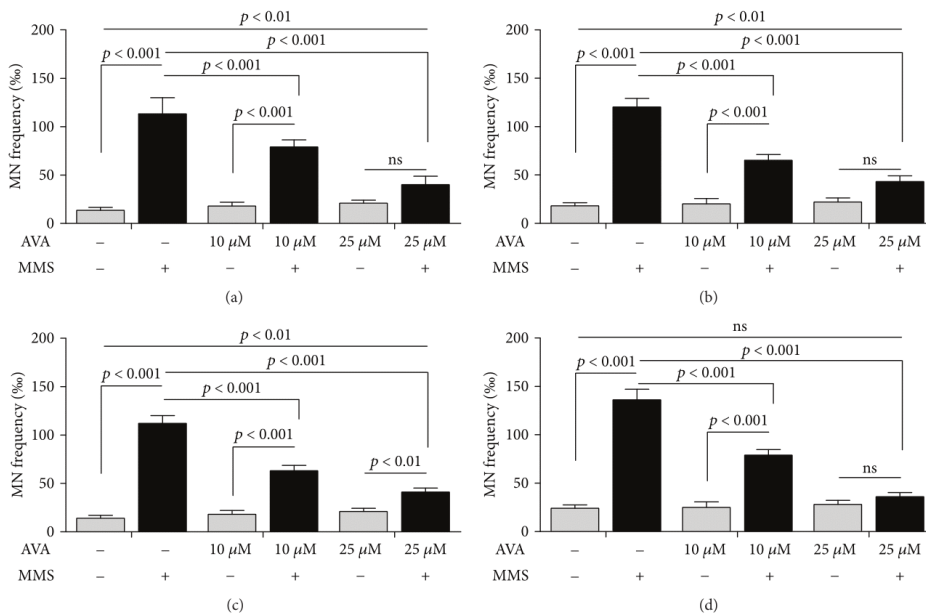 p < 0.01
p < 0.001
p < 0.001
p < 0.001
p < 0.001
ns
MN frequency (‰)
200
150
100
50
0
AVA – – 10 µM 10 µM 25 µM 25 µM
MMS – + – + – +
(a)
p < 0.01
p < 0.001
p < 0.001
p < 0.001
p < 0.001
ns
MN frequency (‰)
200
150
100
50
0
– – 10 µM 10 µM 25 µM 25 µM
– + – + – +
(b)
p < 0.01
p < 0.001
p < 0.001
p < 0.001
p < 0.001
p < 0.01
MN frequency (‰)
200
150
100
50
0
AVA – – 10 µM 10 µM 25 µM 25 µM
MMS – + – + – +
(c)
ns
p < 0.001
p < 0.001
p < 0.001
p < 0.001
ns
MN frequency (‰)
200
150
100
50
0
– – 10 µM 10 µM 25 µM 25 µM
– + – + – +
(d)